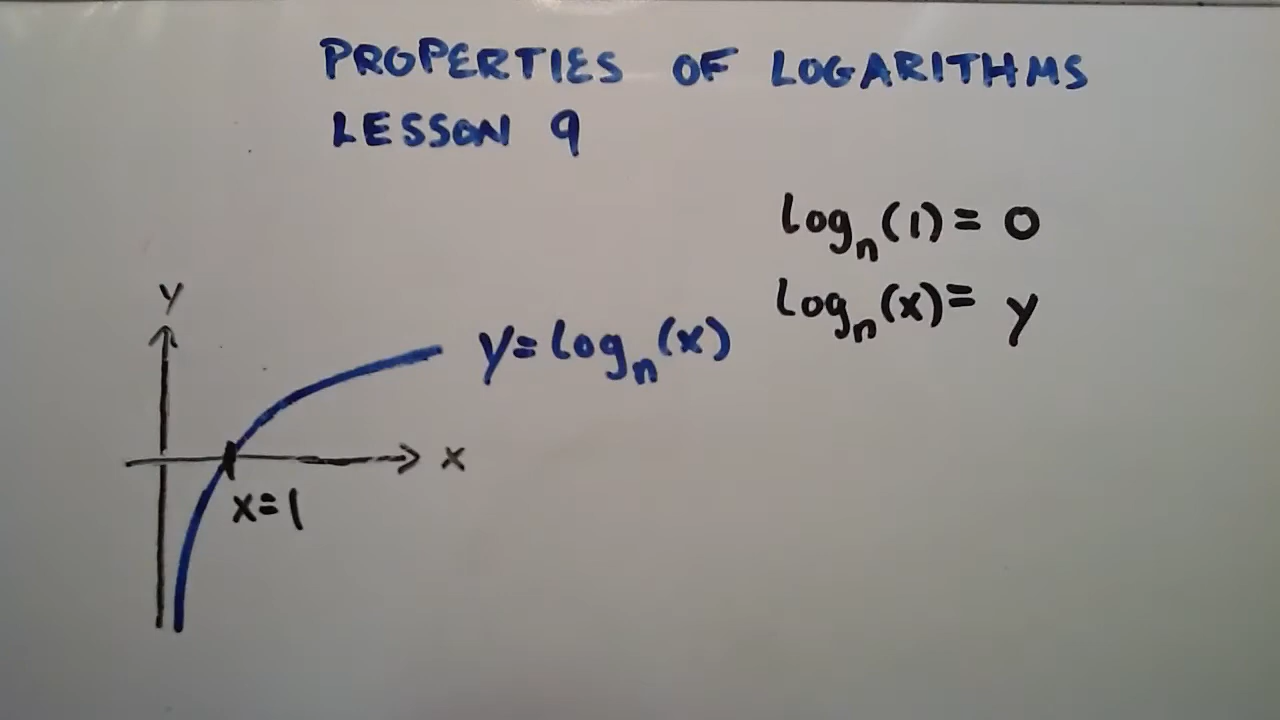 PROPERTIES OF LOGARITHMS
LESSON 9
logₙ(1) = 0
logₙ(x) = y
y
y = logₙ(x)
x
x = 1